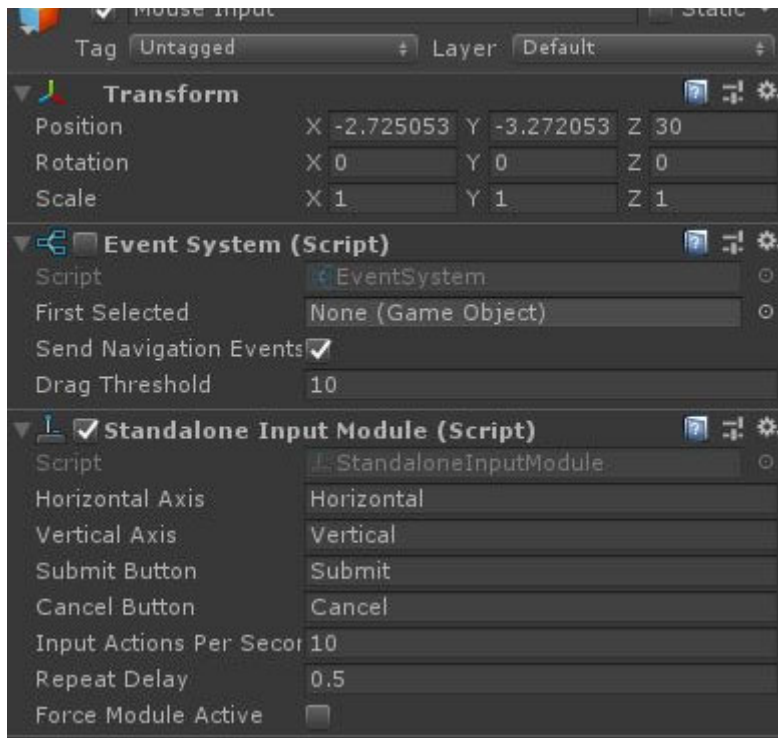 Mouse Input Static
Tag Untagged Layer Default
Transform
Position X -2.725053 Y -3.272053 Z 30
Rotation X 0 Y 0 Z 0
Scale X 1 Y 1 Z 1
Event System (Script)
Script EventSystem
First Selected None (Game Object)
Send Navigation Events
Drag Threshold 10
Standalone Input Module (Script)
Script StandaloneInputModule
Horizontal Axis Horizontal
Vertical Axis Vertical
Submit Button Submit
Cancel Button Cancel
Input Actions Per Secor 10
Repeat Delay 0.5
Force Module Active